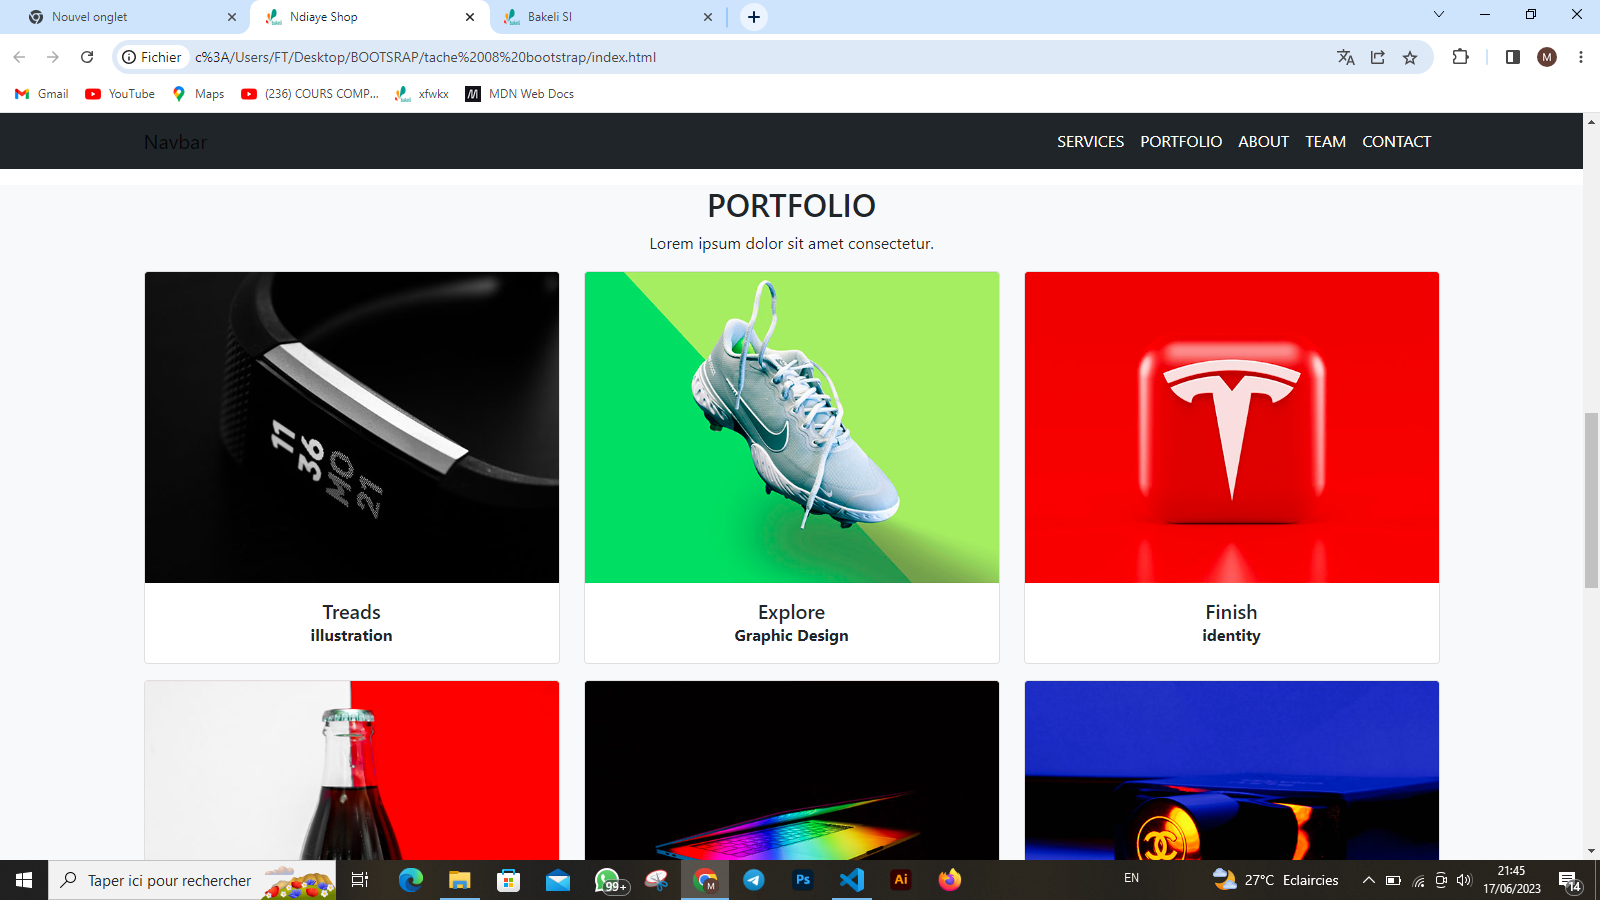 Nouvel onglet
Ndiaye Shop
Bakeli SI
Fichier c%3A/Users/FT/Desktop/BOOTSRAP/tache%2008%20bootstrap/index.html
M
Gmail YouTube Maps (236) COURS COMP... xfwkx MDN Web Docs
Navbar SERVICES PORTFOLIO ABOUT TEAM CONTACT
PORTFOLIO
Lorem ipsum dolor sit amet consectetur.
11
36
MO
21
Treads
illustration
Explore
Graphic Design
Finish
identity
Taper ici pour rechercher
99+
M
Ps
Ai
EN
27°C Eclaircies
21:45
17/06/2023
14